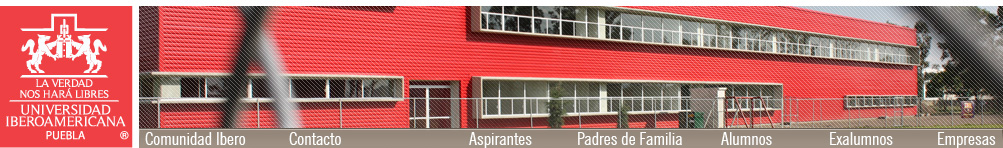 LA VERDAD
NOS HARÁ LIBRES
UNIVERSIDAD
IBEROAMERICANA
PUEBLA ®
Comunidad Ibero Contacto Aspirantes Padres de Familia Alumnos Exalumnos Empresas